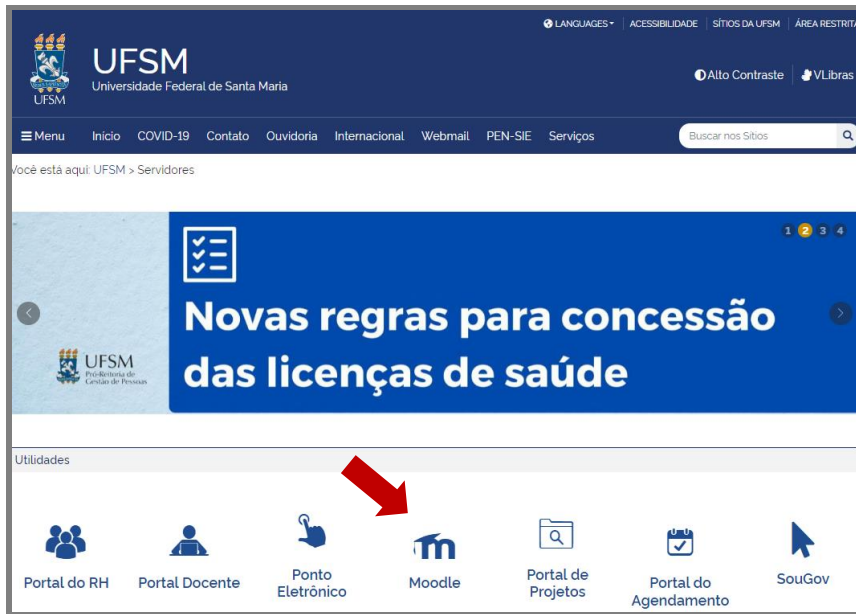 LANGUAGES ACESSIBILIDADE SÍTIOS DA UFSM ÁREA RESTRITA
UFSM
Universidade Federal de Santa Maria
UFSM
Alto Contraste VLibras
Menu Início COVID-19 Contato Ouvidoria Internacional Webmail PEN-SIE Serviços Buscar nos Sítios
Você está aqui: UFSM > Servidores
1 2 3 4
Novas regras para concessão
das licenças de saúde
UFSM
Pró-Reitoria de
Gestão de Pessoas
Utilidades
Portal do RH
Portal Docente
Ponto
Eletrônico
Moodle
Portal de
Projetos
Portal do
Agendamento
SouGov